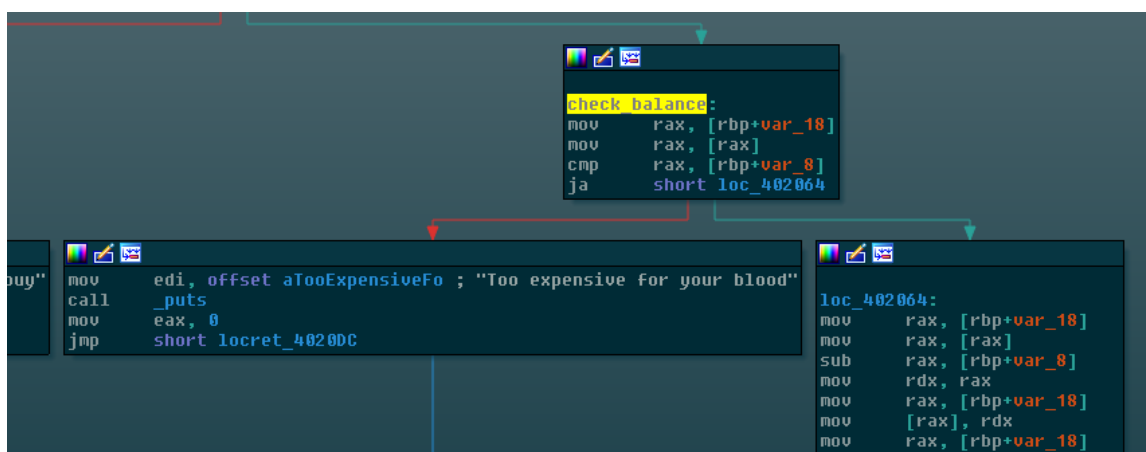 check_balance:
mov rax, [rbp+var_18]
mov rax, [rax]
cmp rax, [rbp+var_8]
ja short loc_402064
buy"
mov edi, offset aTooExpensiveFo ; "Too expensive for your blood"
call _puts
mov eax, 0
jmp short locret_4020DC
loc_402064:
mov rax, [rbp+var_18]
mov rax, [rax]
sub rax, [rbp+var_8]
mov rdx, rax
mov rax, [rbp+var_18]
mov [rax], rdx
mov rax, [rbp+var_18]